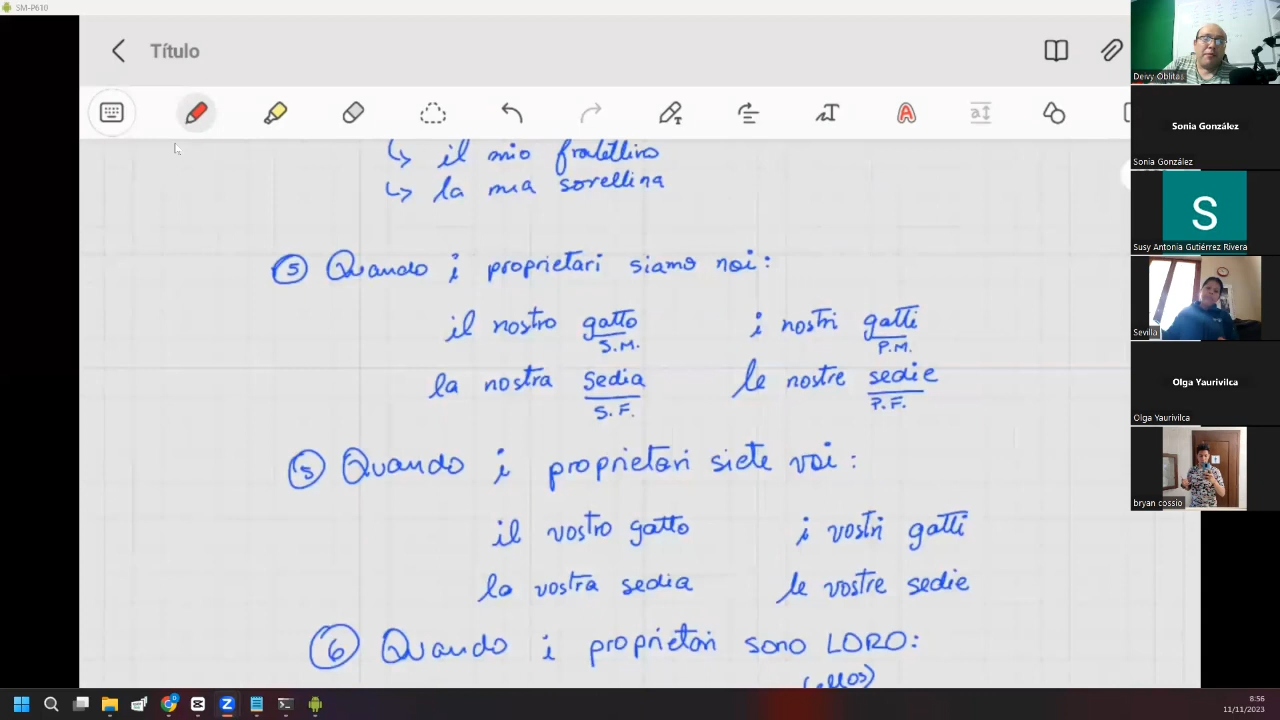 SM-P610
Título
↳ il mio fratellino
↳ la mia sorellina
⑤ Quando i proprietari siamo noi:
il nostro gatto i nostri gatti
S.M. P.M.
la nostra sedia le nostre sedie
S.F. P.F.
⑤ Quando i proprietari siete voi:
il vostro gatto i vostri gatti
la vostra sedia le vostre sedie
⑥ Quando i proprietari sono LORO:
(ellos)
Deivy Oblitas
Sonia González
Sonia González
S
Susy Antonia Gutiérrez Rivera
Sevilla
Olga Yaurivilca
Olga Yaurivilca
bryan cossio
8:56
11/11/2023